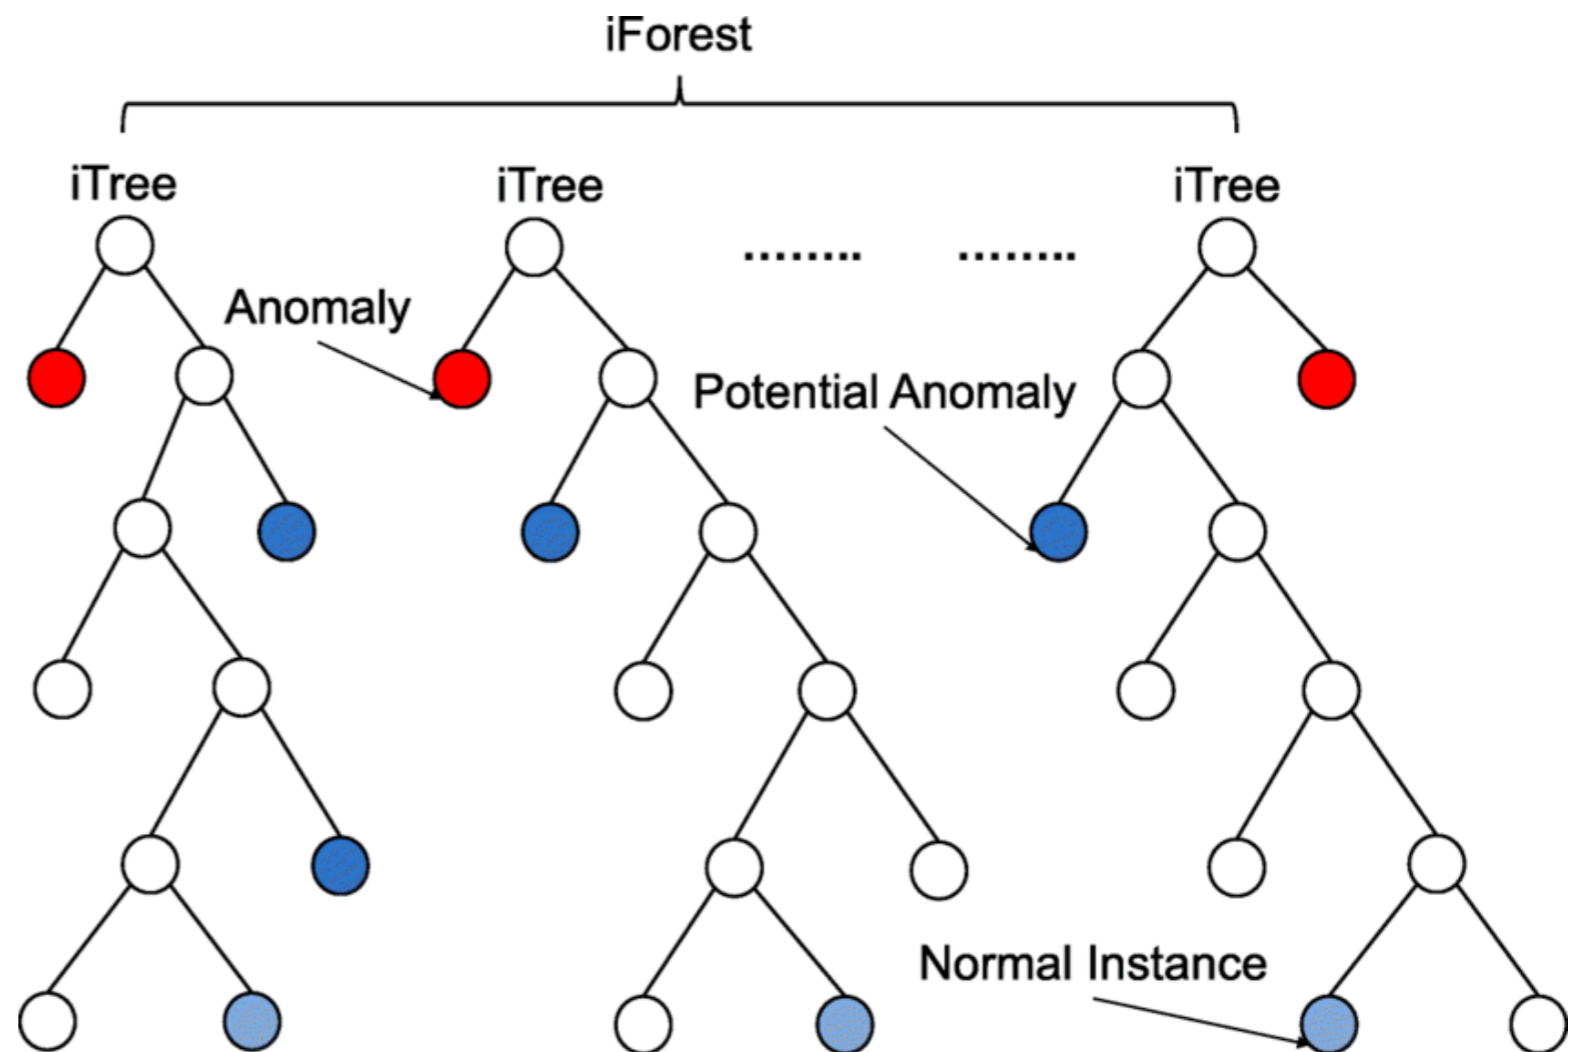 iForest
iTree
iTree
........
........
iTree
Anomaly
Potential Anomaly
Normal Instance